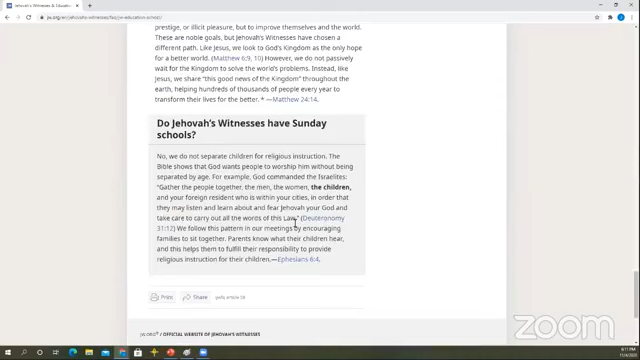 Jehovah's Witnesses & Education
jw.org/en/jehovahs-witnesses/faq/jw-education-school/
prestige, or illicit pleasure, but to improve themselves and the world.
These are noble goals, but Jehovah's Witnesses have chosen a
different path. Like Jesus, we look to God's Kingdom as the only hope
for a better world. (Matthew 6:9, 10) However, we do not passively
wait for the Kingdom to solve the world's problems. Instead, like
Jesus, we share "this good news of the Kingdom" throughout the
earth, helping hundreds of thousands of people every year to
transform their lives for the better. * —Matthew 24:14.
Do Jehovah's Witnesses have Sunday
schools?
No, we do not separate children for religious instruction. The
Bible shows that God wants people to worship him without being
separated by age. For example, God commanded the Israelites:
"Gather the people together, the men, the women, the children,
and your foreign resident who is within your cities, in order that
they may listen and learn about and fear Jehovah your God and
take care to carry out all the words of this Law." (Deuteronomy
31:12) We follow this pattern in our meetings by encouraging
families to sit together. Parents know what their children hear,
and this helps them to fulfill their responsibility to provide
religious instruction for their children.—Ephesians 6:4.
Print Share
JW.ORG® / OFFICIAL WEBSITE OF JEHOVAH'S WITNESSES
zoom